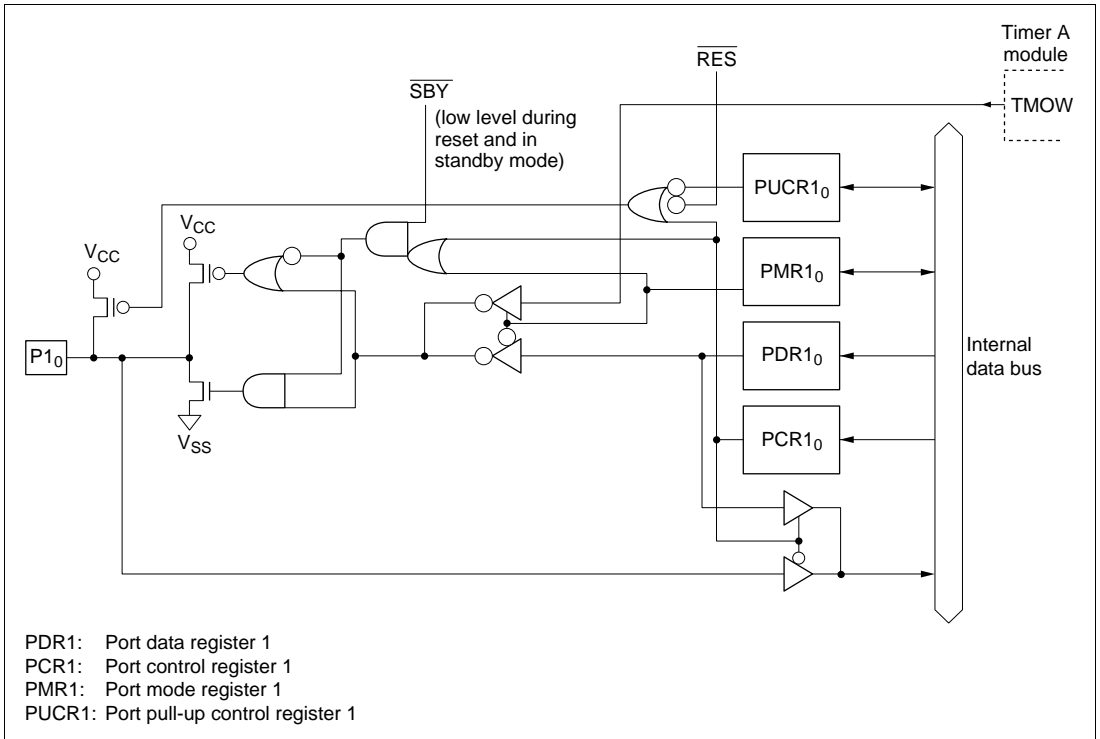 Timer A
module
TMOW
RES
SBY
(low level during
reset and in
standby mode)
PUCR1₀
VCC
VCC
PMR1₀
PDR1₀
P1₀
Internal
data bus
PCR1₀
VSS
PDR1: Port data register 1
PCR1: Port control register 1
PMR1: Port mode register 1
PUCR1: Port pull-up control register 1